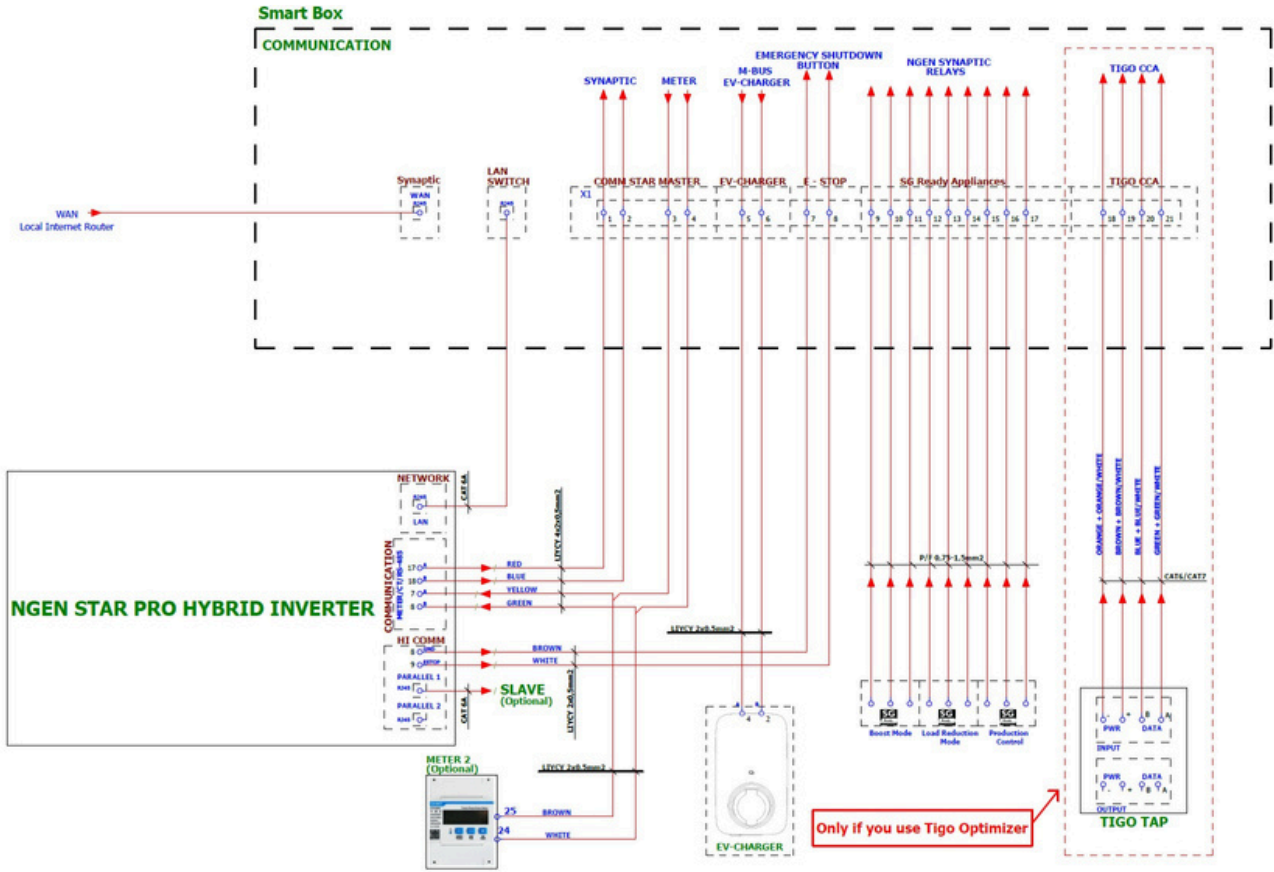 Smart Box
COMMUNICATION
EMERGENCY SHUTDOWN
BUTTON
NGEN SYNAPTIC
RELAYS
TIGO CCA
M-BUS
EV-CHARGER
SYNAPTIC
METER
Synaptic
WAN
RJ45
LAN
SWITCH
RJ45
X1
COMM STAR MASTER
EV-CHARGER
E - STOP
SG Ready Appliances
TIGO CCA
1 2 3 4 5 6 7 8 9 10 11 12 13 14 15 16 17 18 19 20 21
WAN
Local Internet Router
NETWORK
RJ45
LAN
CAT 6A
LIYCY 4x2x0,5mm2
COMMUNICATION
METER/CT/RS-485
17 A RED
18 B BLUE
7 A YELLOW
8 B GREEN
NGEN STAR PRO HYBRID INVERTER
HI COMM
8 GND BROWN
9 ESTOP WHITE
PARALLEL 1
RJ45
PARALLEL 2
RJ45
CAT 6A
SLAVE
(Optional)
LIYCY 2x0,5mm2
LIYCY 2x0.5mm2
METER 2
(Optional)
LIYCY 2x0.5mm2
25 BROWN
24 WHITE
4 2
EV-CHARGER
P/F 0,75-1.5mm2
SG
SG
SG
Boost Mode
Load Reduction
Mode
Production
Control
ORANGE + ORANGE/WHITE
BROWN + BROWN/WHITE
BLUE + BLUE/WHITE
GREEN + GREEN/WHITE
CAT6/CAT7
- + B A
PWR DATA
INPUT
PWR DATA
- + B A
OUTPUT
TIGO TAP
Only if you use Tigo Optimizer